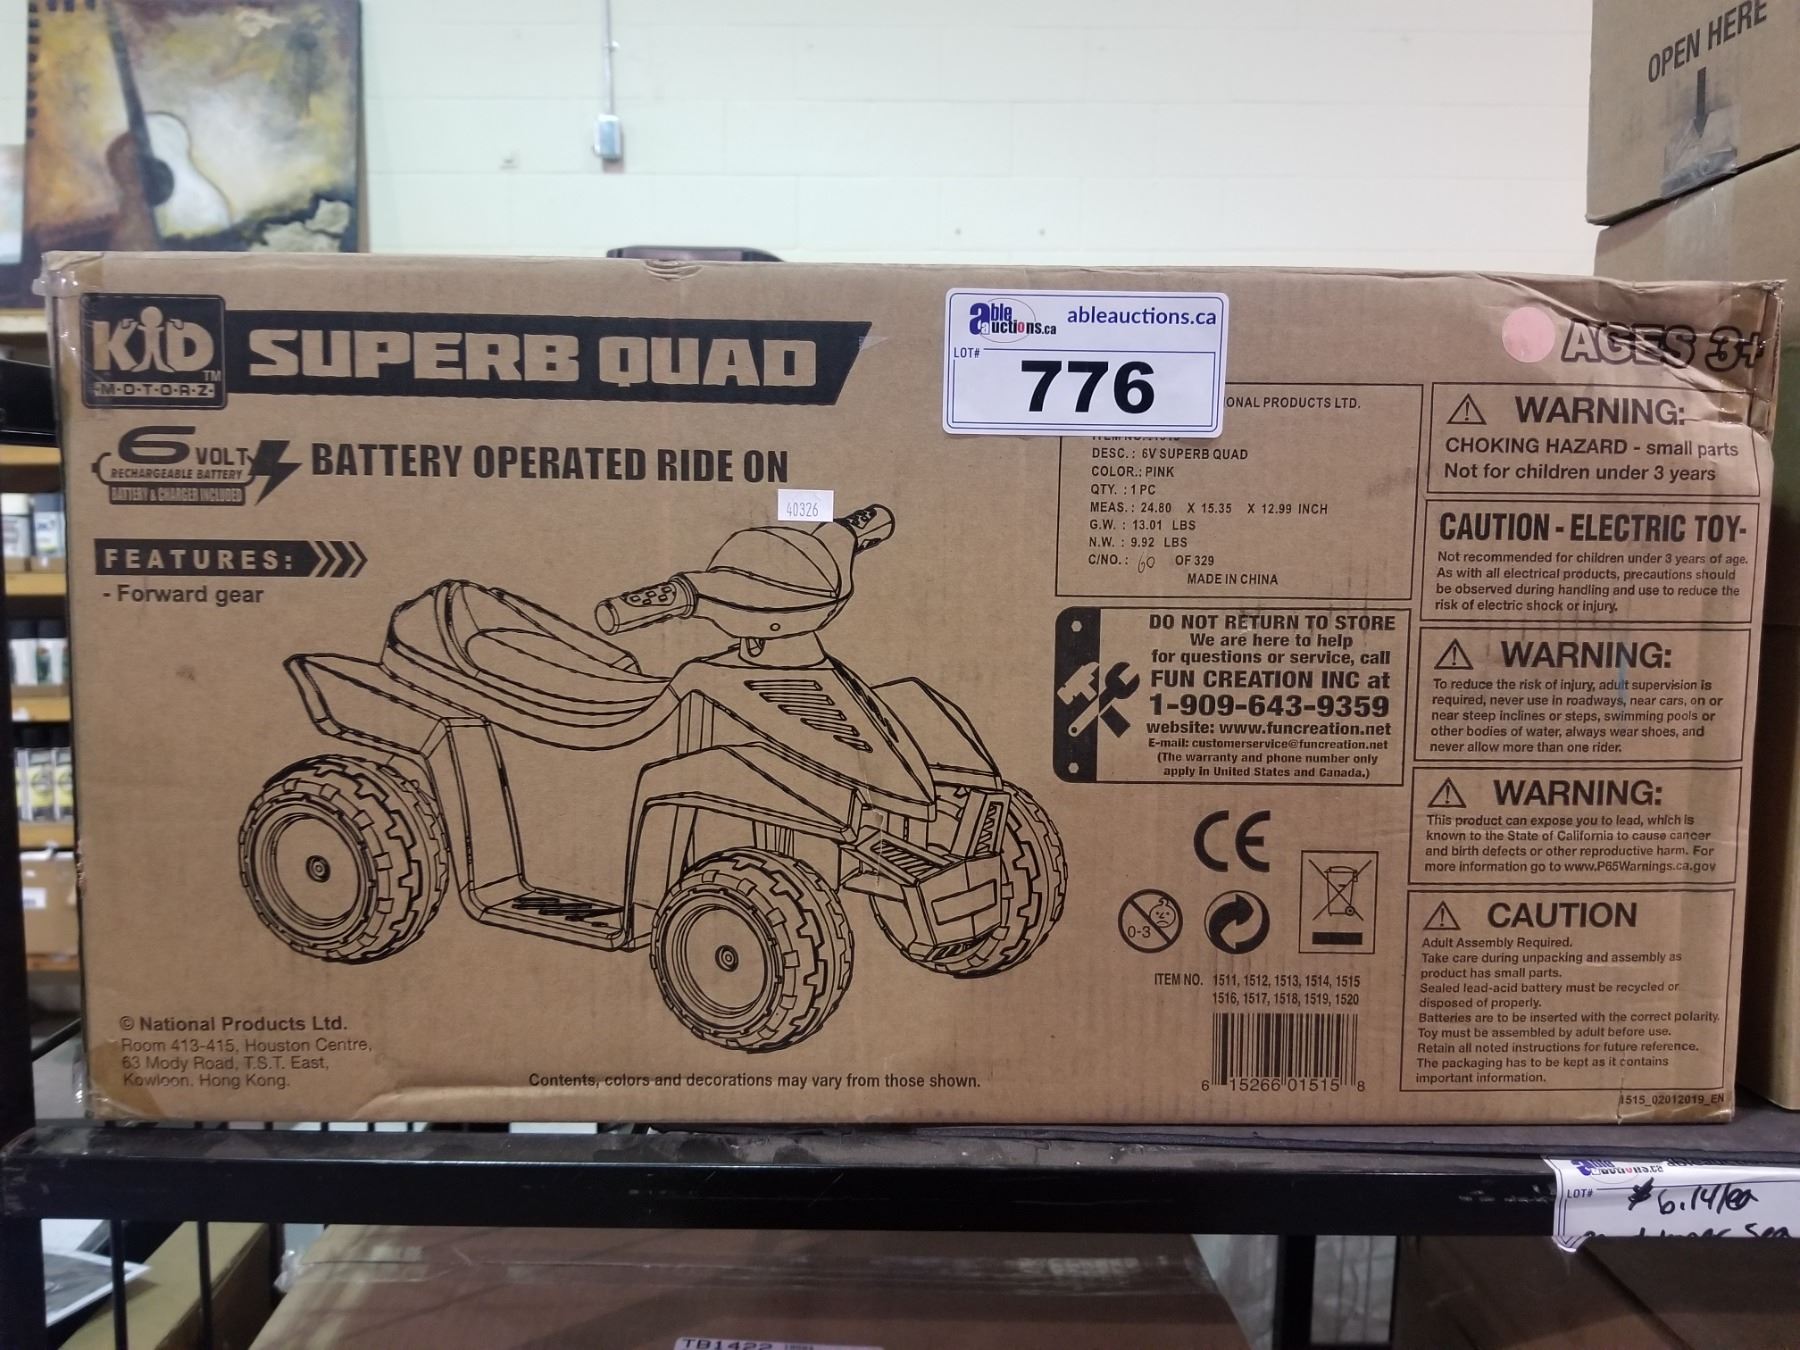 OPEN HERE
KID
TM
M·O·T·O·R·Z
SUPERB QUAD
able auctions.ca
ableauctions.ca
LOT#
776
AGES 3+
6 VOLT
RECHARGEABLE BATTERY
BATTERY & CHARGER INCLUDED
BATTERY OPERATED RIDE ON
40326
FEATURES:
- Forward gear
ONAL PRODUCTS LTD.
DESC.: 6V SUPERB QUAD
COLOR.: PINK
QTY. : 1 PC
MEAS. : 24.80 X 15.35 X 12.99 INCH
G.W. : 13.01 LBS
N.W. : 9.92 LBS
C/NO. : 60 OF 329
MADE IN CHINA
DO NOT RETURN TO STORE
We are here to help
for questions or service, call
FUN CREATION INC at
1-909-643-9359
website: www.funcreation.net
E-mail: customerservice@funcreation.net
(The warranty and phone number only
apply in United States and Canada.)
CE
0-3
ITEM NO. 1511, 1512, 1513, 1514, 1515
1516, 1517, 1518, 1519, 1520
6 15266 01515 8
WARNING:
CHOKING HAZARD - small parts
Not for children under 3 years
CAUTION - ELECTRIC TOY-
Not recommended for children under 3 years of age.
As with all electrical products, precautions should
be observed during handling and use to reduce the
risk of electric shock or injury.
WARNING:
To reduce the risk of injury, adult supervision is
required, never use in roadways, near cars, on or
near steep inclines or steps, swimming pools or
other bodies of water, always wear shoes, and
never allow more than one rider.
WARNING:
This product can expose you to lead, which is
known to the State of California to cause cancer
and birth defects or other reproductive harm. For
more information go to www.P65Warnings.ca.gov
CAUTION
Adult Assembly Required.
Take care during unpacking and assembly as
product has small parts.
Sealed lead-acid battery must be recycled or
disposed of properly.
Batteries are to be inserted with the correct polarity.
Toy must be assembled by adult before use.
Retain all noted instructions for future reference.
The packaging has to be kept as it contains
important information.
1515_02012019_EN
© National Products Ltd.
Room 413-415, Houston Centre,
63 Mody Road, T.S.T. East,
Kowloon. Hong Kong.
Contents, colors and decorations may vary from those shown.
LOT#
$6.14/ea
TB1422